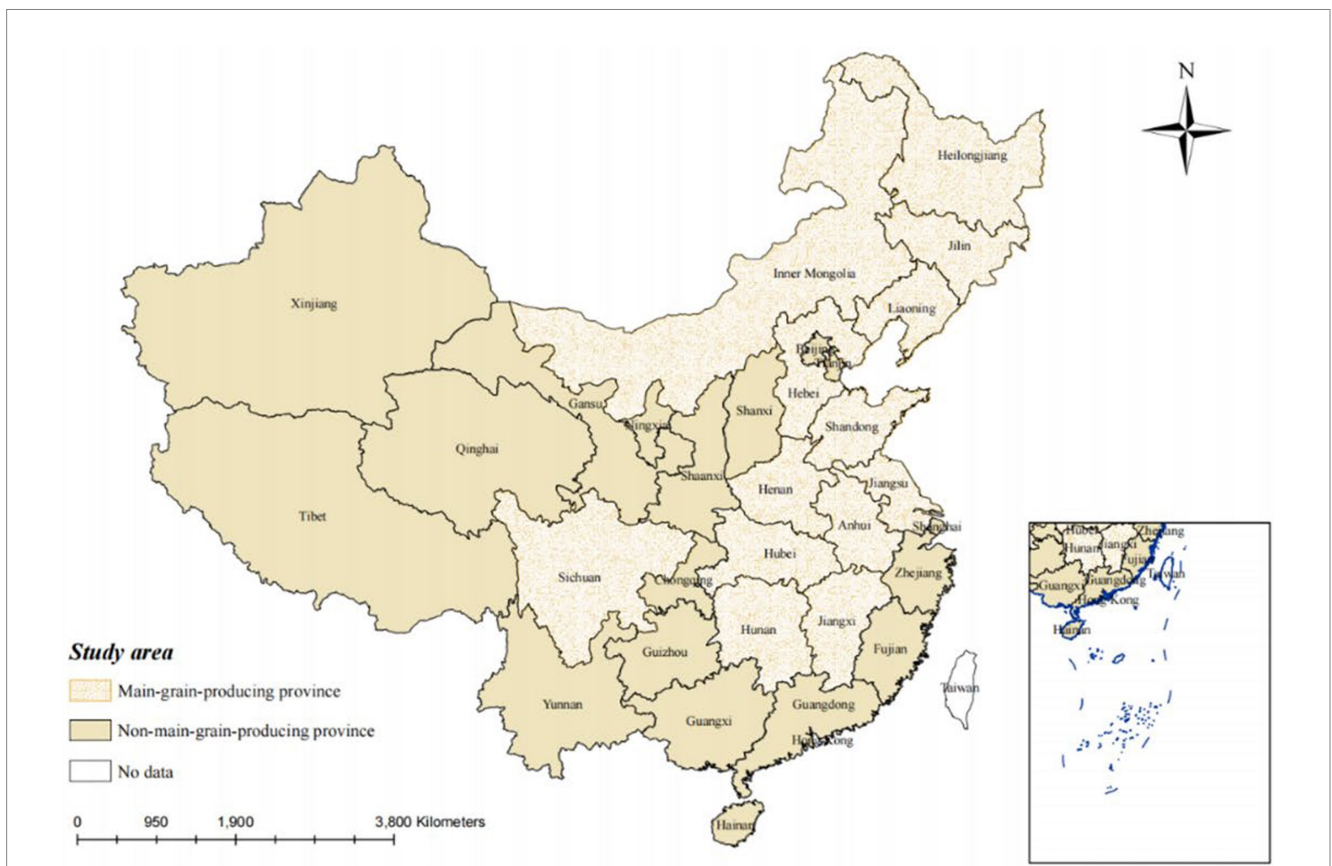 N
Heilongjiang
Jilin
Inner Mongolia
Liaoning
Xinjiang
Beijing
Tianjin
Hebei
Gansu
Shanxi
Ningxia
Shandong
Qinghai
Shaanxi
Henan
Jiangsu
Tibet
Anhui
Shanghai
Hubei
Sichuan
Chongqing
Zhejiang
Hunan
Jiangxi
Guizhou
Fujian
Taiwan
Yunnan
Guangxi
Guangdong
Hong Kong
Hainan
Study area
Main-grain-producing province
Non-main-grain-producing province
No data
0 950 1,900 3,800 Kilometers
Hubei
Zhejiang
Hunan
Jiangxi
Fujian
Guangxi
Guangdong
Taiwan
Hong Kong
Hainan